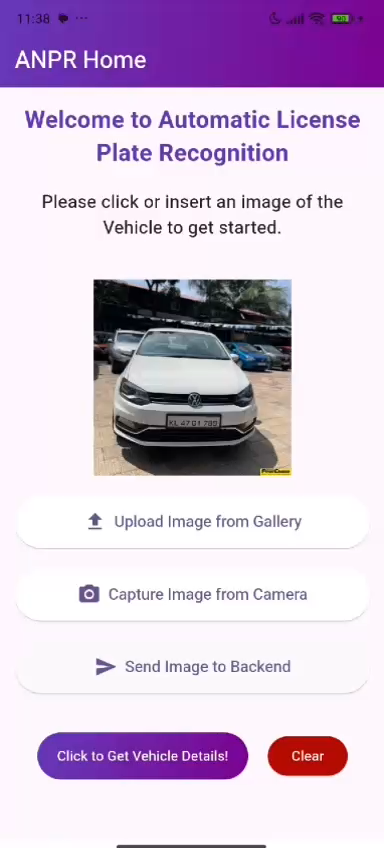 11:38
90
ANPR Home
Welcome to Automatic License
Plate Recognition
Please click or insert an image of the
Vehicle to get started.
Upload Image from Gallery
Capture Image from Camera
Send Image to Backend
Click to Get Vehicle Details!
Clear